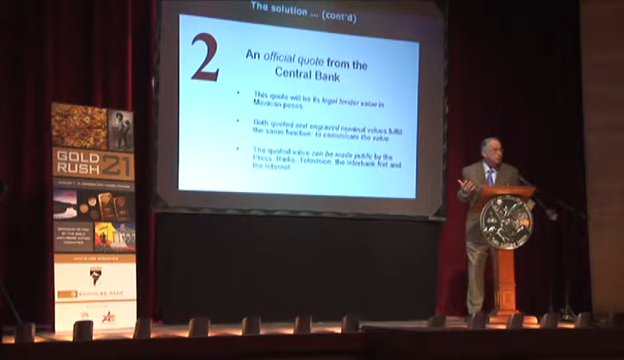 The solution ... (cont'd)
2
An official quote from the
Central Bank
This quote will be its legal tender value in
Mexican pesos
Both quoted and engraved nominal values fulfill
the same function: to communicate the value
The quoted value can be made public by the
Press, Radio, Television, the interbank net and
the Internet
GOLD
RUSH 21